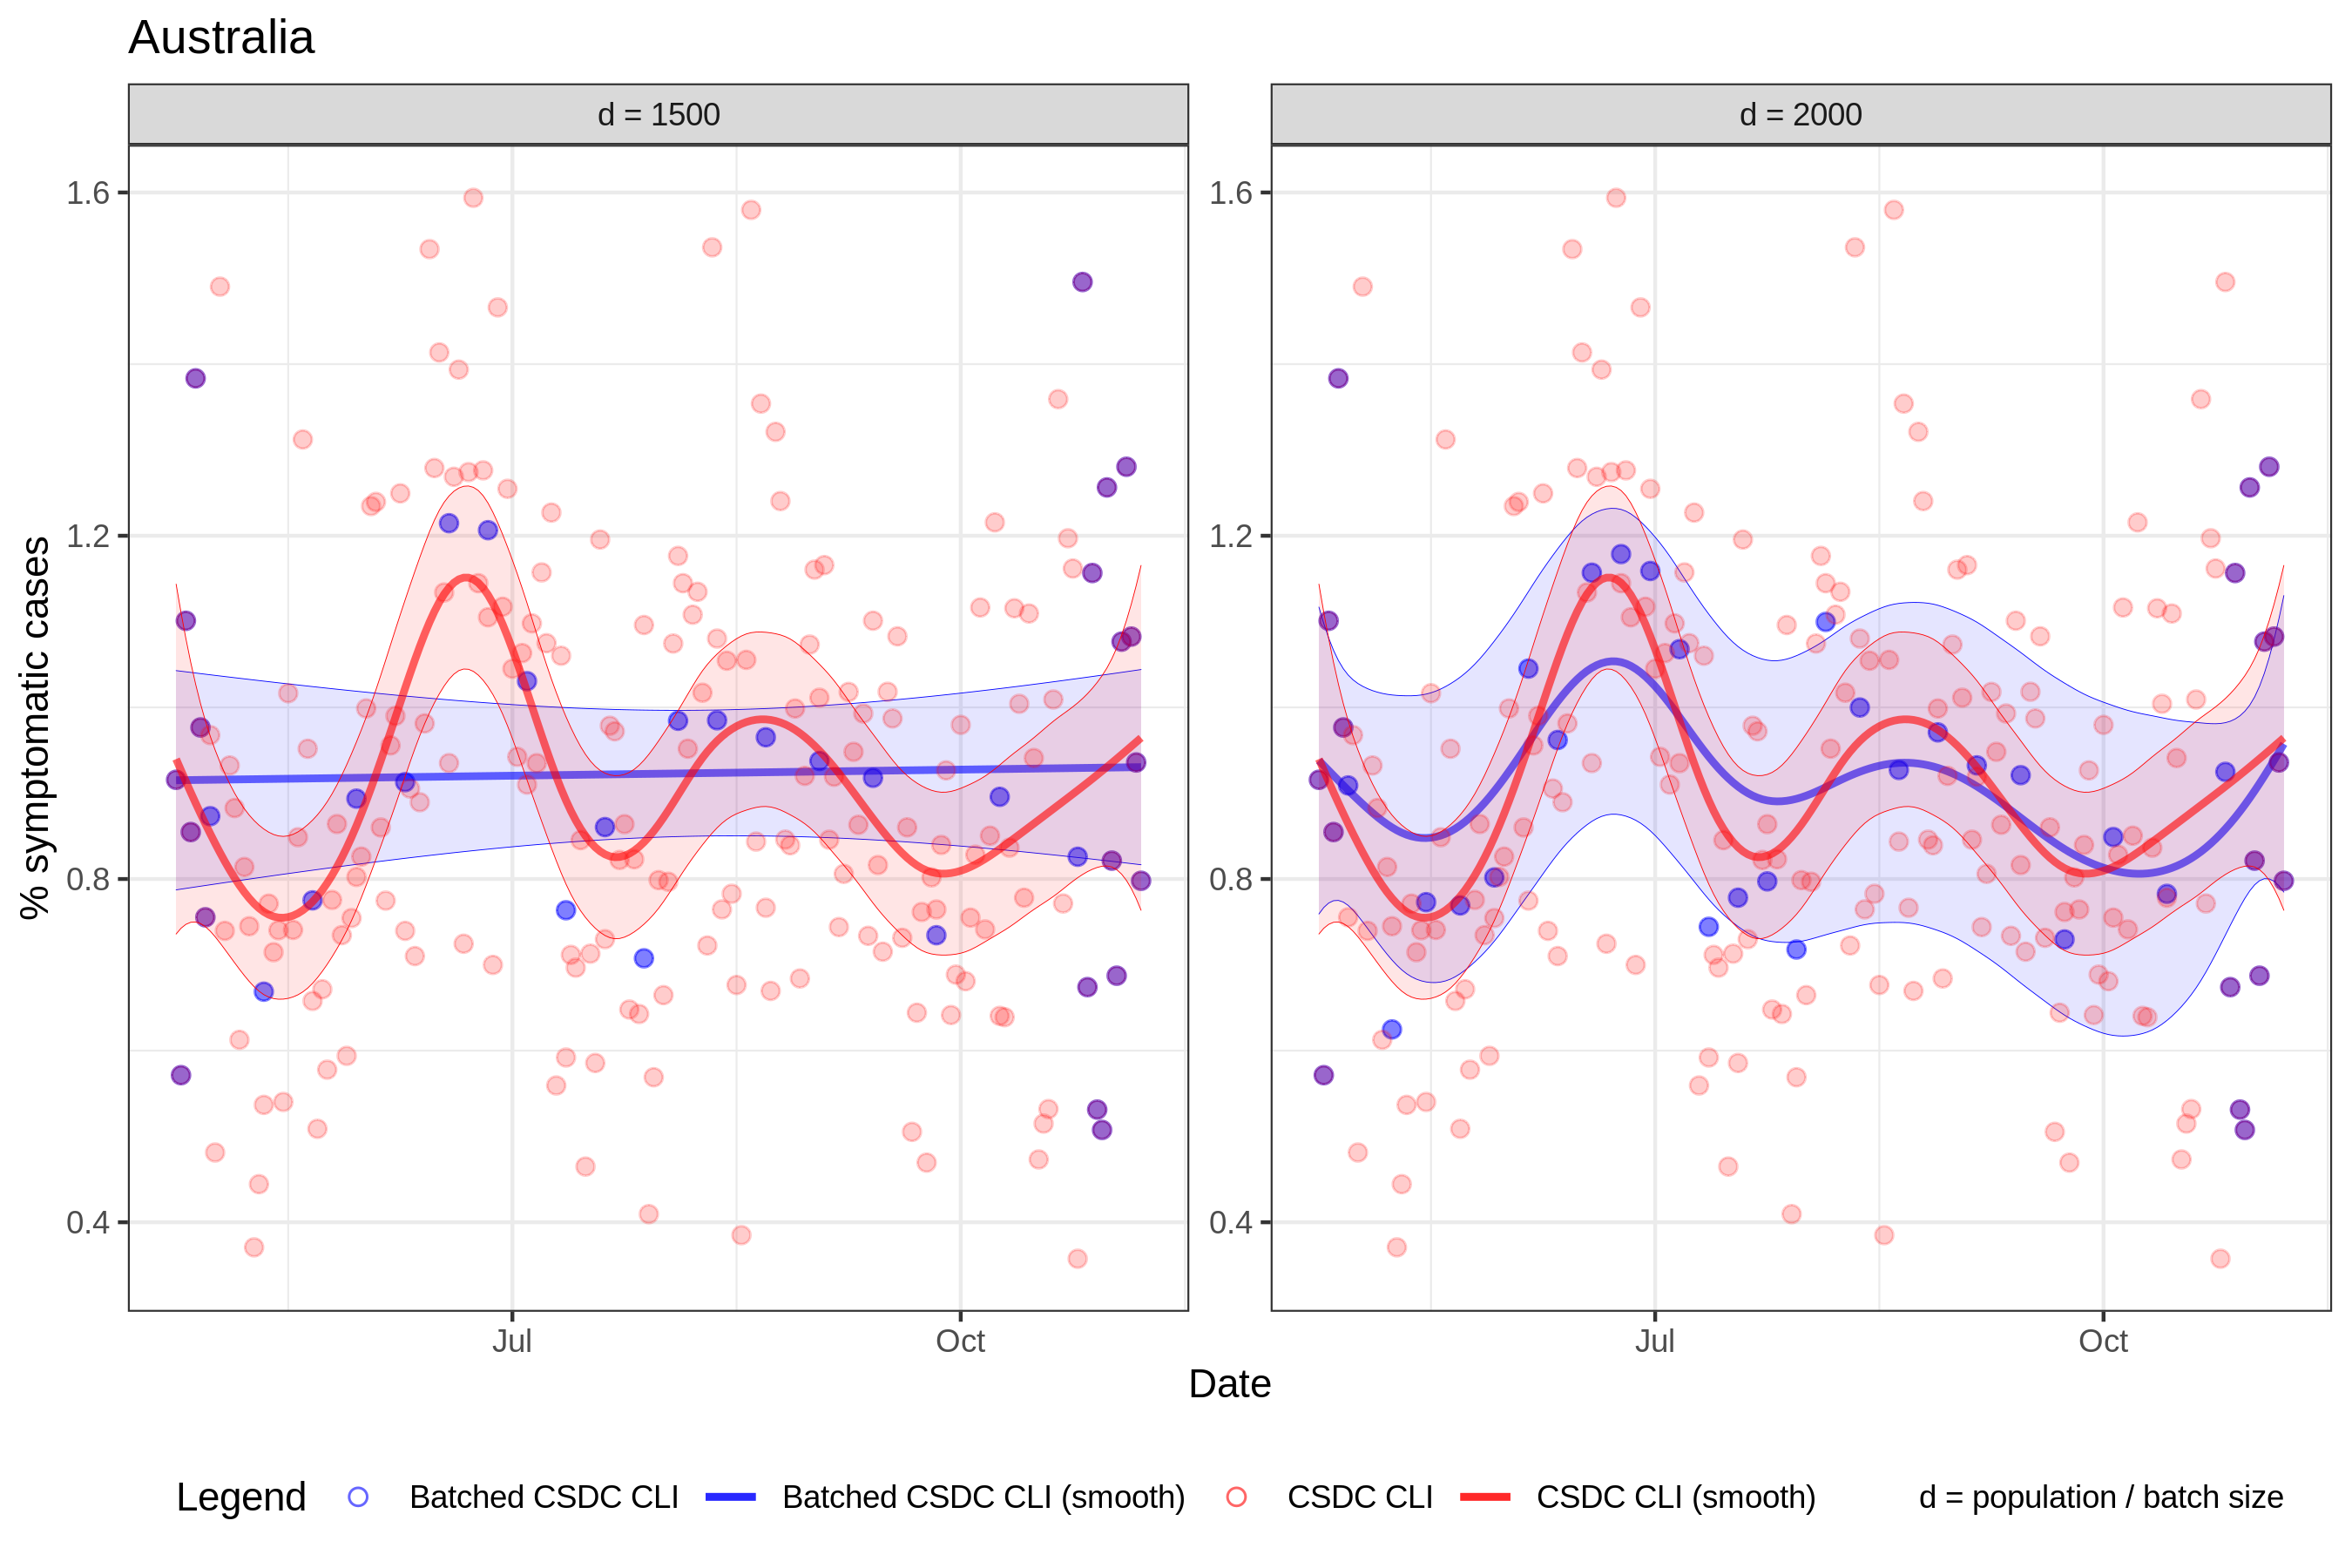 Australia
d = 1500
d = 2000
% symptomatic cases
1.6
1.2
0.8
0.4
1.6
1.2
0.8
0.4
Jul
Oct
Jul
Oct
Date
Legend
Batched CSDC CLI
Batched CSDC CLI (smooth)
CSDC CLI
CSDC CLI (smooth)
d = population / batch size